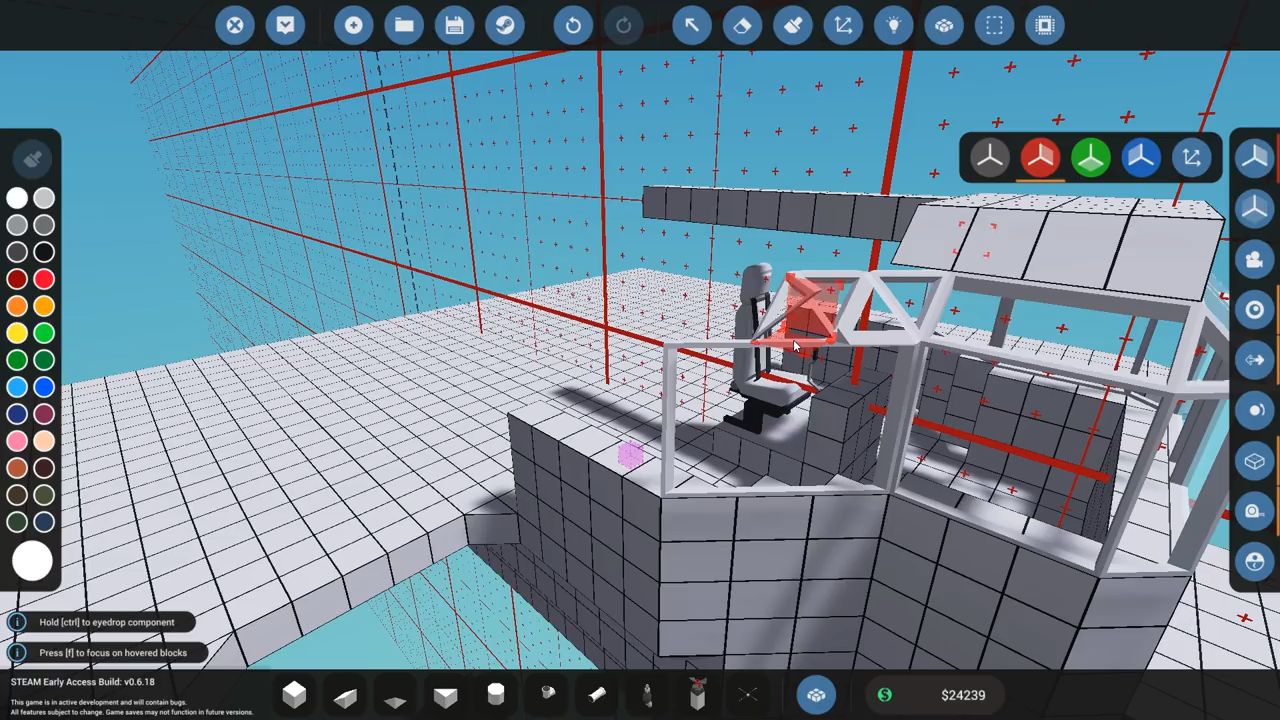 Hold [ctrl] to eyedrop component
Press [f] to focus on hovered blocks
STEAM Early Access Build: v0.6.18
This game is in active development and will contain bugs.
All features subject to change. Game saves may not function in future versions.
$24239